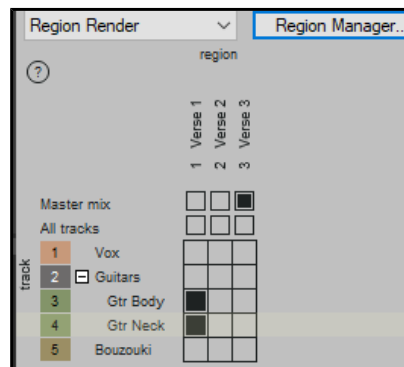 Region Render
Region Manager..
region
?
1 Verse 1
2 Verse 2
3 Verse 3
Master mix
All tracks
track
1 Vox
2 Guitars
3 Gtr Body
4 Gtr Neck
5 Bouzouki